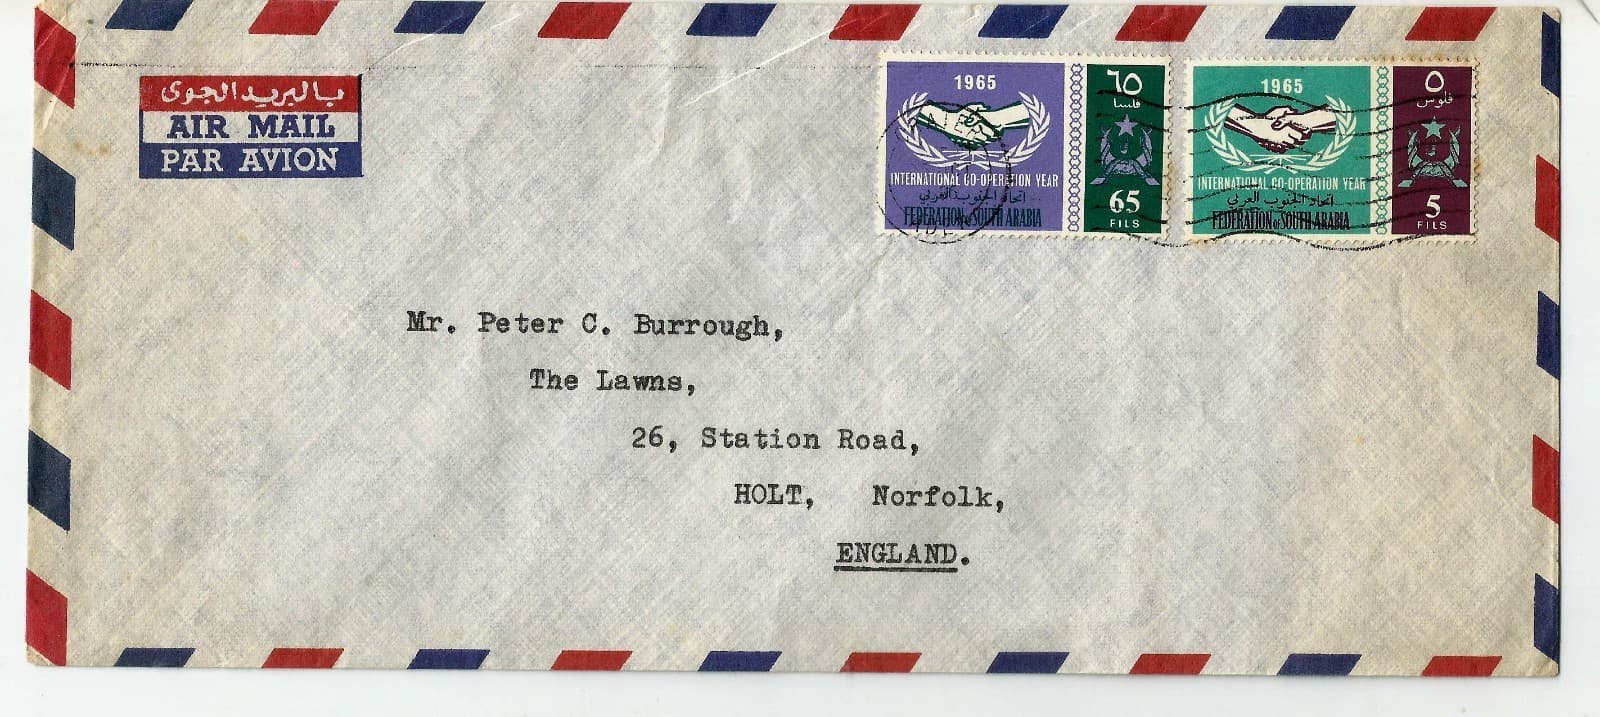 بالبريد الجوى
AIR MAIL
PAR AVION
1965
٦٥
فلسا
INTERNATIONAL CO-OPERATION YEAR
اتحاد الجنوب العربي
FEDERATION OF SOUTH ARABIA
65
FILS
1965
٥
فلوس
INTERNATIONAL CO-OPERATION YEAR
اتحاد الجنوب العربي
FEDERATION OF SOUTH ARABIA
5
FILS
Mr. Peter C. Burrough,
The Lawns,
26, Station Road,
HOLT, Norfolk,
ENGLAND.